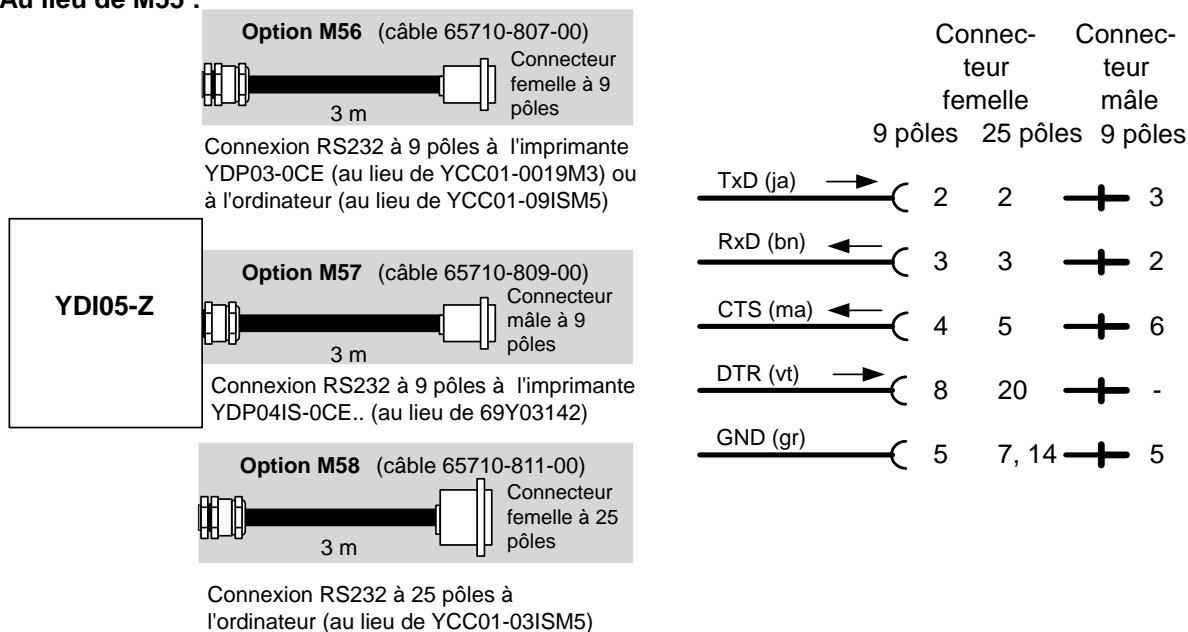 Au lieu de M55 :
Option M56 (câble 65710-807-00)
Connecteur
femelle à 9
pôles
3 m
Connexion RS232 à 9 pôles à l'imprimante
YDP03-0CE (au lieu de YCC01-0019M3) ou
à l'ordinateur (au lieu de YCC01-09ISM5)
YDI05-Z
Option M57 (câble 65710-809-00)
Connecteur
mâle à 9
pôles
3 m
Connexion RS232 à 9 pôles à l'imprimante
YDP04IS-0CE.. (au lieu de 69Y03142)
Option M58 (câble 65710-811-00)
Connecteur
femelle à 25
pôles
3 m
Connexion RS232 à 25 pôles à
l'ordinateur (au lieu de YCC01-03ISM5)
Connec-
teur
femelle
Connec-
teur
mâle
9 pôles 25 pôles 9 pôles
TxD (ja) 2 2 3
RxD (bn) 3 3 2
CTS (ma) 4 5 6
DTR (vt) 8 20 -
GND (gr) 5 7, 14 5